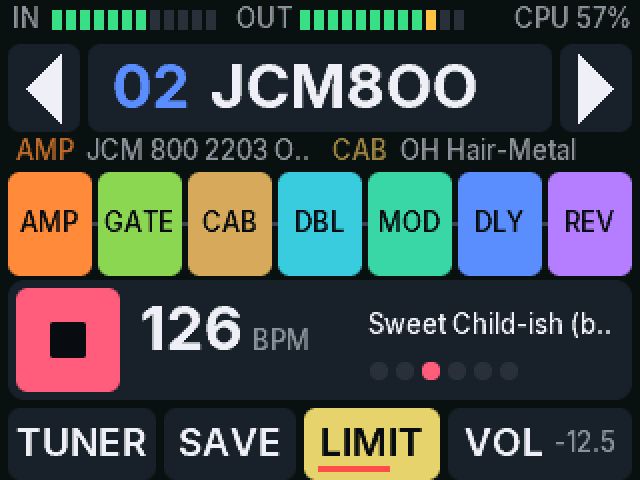 IN OUT CPU 57%
02 JCM800
AMP JCM 800 2203 O.. CAB OH Hair-Metal
AMP GATE CAB DBL MOD DLY REV
126 BPM Sweet Child-ish (b..
TUNER SAVE LIMIT VOL -12.5